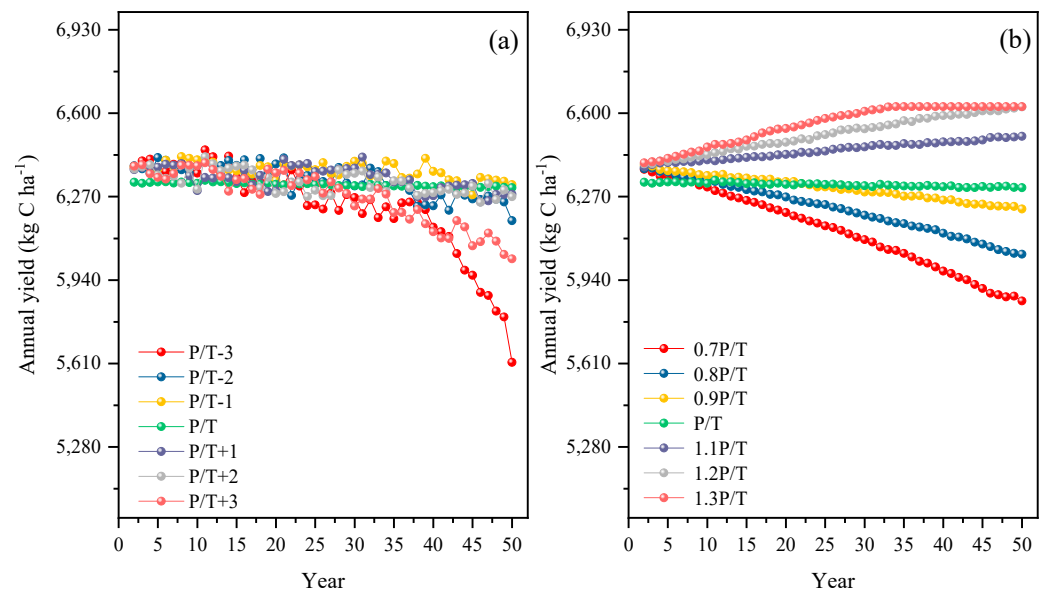 (a)
6,930
6,600
6,270
5,940
5,610
5,280
Annual yield (kg C ha⁻¹)
P/T-3
P/T-2
P/T-1
P/T
P/T+1
P/T+2
P/T+3
0 5 10 15 20 25 30 35 40 45 50
Year
(b)
6,930
6,600
6,270
5,940
5,610
5,280
Annual yield (kg C ha⁻¹)
0.7P/T
0.8P/T
0.9P/T
P/T
1.1P/T
1.2P/T
1.3P/T
0 5 10 15 20 25 30 35 40 45 50
Year